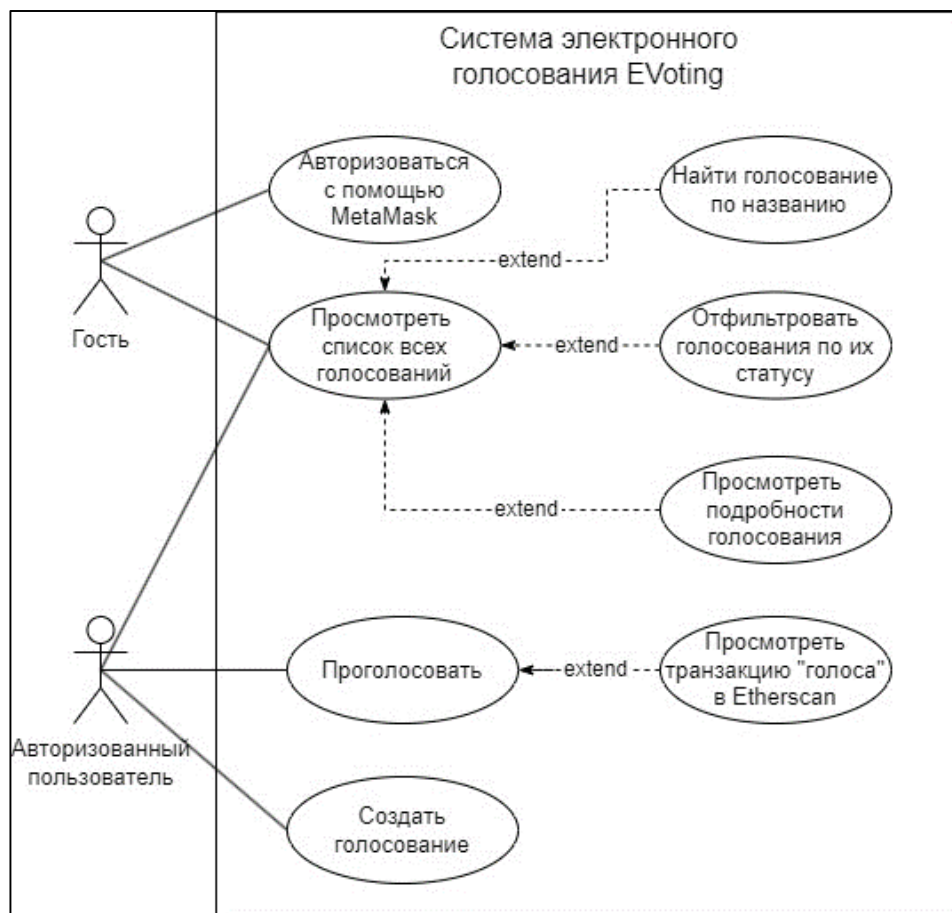 Система электронного
голосования EVoting
Авторизоваться
с помощью
MetaMask
Найти голосование
по названию
extend
Гость
Просмотреть
список всех
голосований
extend
Отфильтровать
голосования по их
статусу
Просмотреть
подробности
голосования
extend
Проголосовать
extend
Просмотреть
транзакцию "голоса"
в Etherscan
Авторизованный
пользователь
Создать
голосование